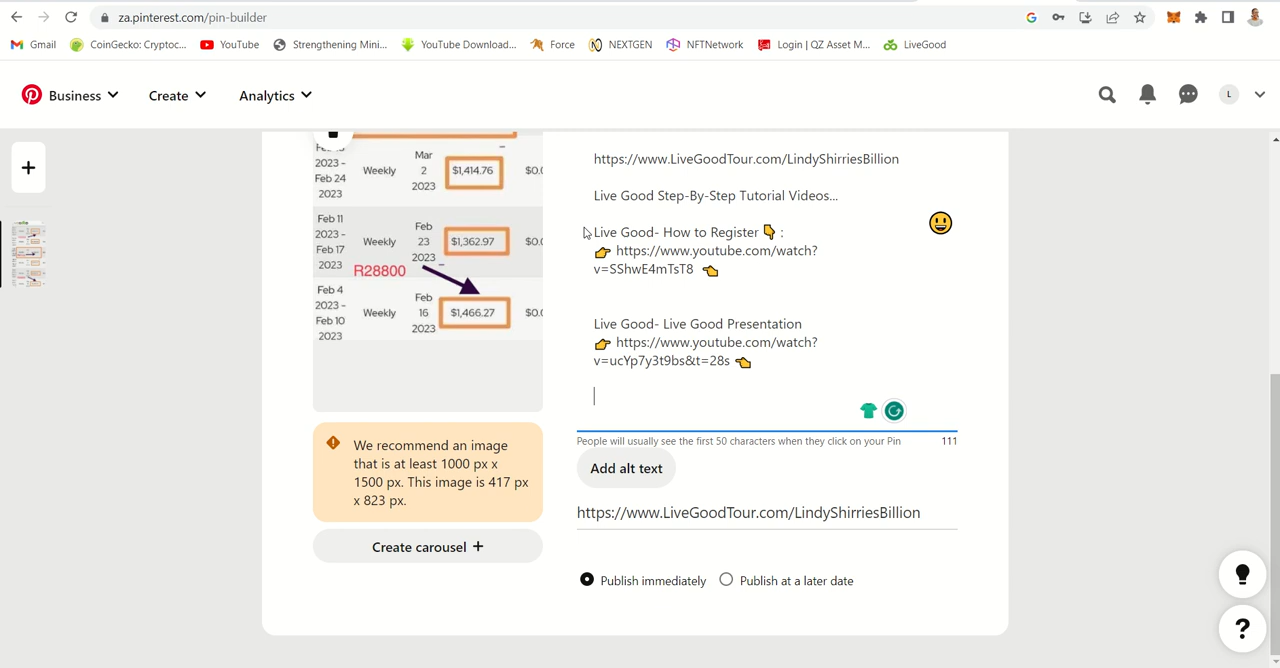 za.pinterest.com/pin-builder
Gmail
CoinGecko: Cryptoc...
YouTube
Strengthening Mini...
YouTube Download...
Force
NEXTGEN
NFTNetwork
Login | QZ Asset M...
LiveGood
Business
Create
Analytics
L
2023 -
Feb 24
2023
Weekly
Mar
2
2023
$1,414.76
$0.0
Feb 11
2023 -
Feb 17
2023
Weekly
Feb
23
2023
$1,362.97
$0.0
R28800
Feb 4
2023 -
Feb 10
2023
Weekly
Feb
16
2023
$1,466.27
$0.0
We recommend an image
that is at least 1000 px x
1500 px. This image is 417 px
x 823 px.
Create carousel +
https://www.LiveGoodTour.com/LindyShirriesBillion
Live Good Step-By-Step Tutorial Videos...
Live Good- How to Register 👇 :
👉 https://www.youtube.com/watch?
v=SShwE4mTsT8 👈
Live Good- Live Good Presentation
👉 https://www.youtube.com/watch?
v=ucYp7y3t9bs&t=28s 👈
People will usually see the first 50 characters when they click on your Pin
111
Add alt text
https://www.LiveGoodTour.com/LindyShirriesBillion
Publish immediately
Publish at a later date
?